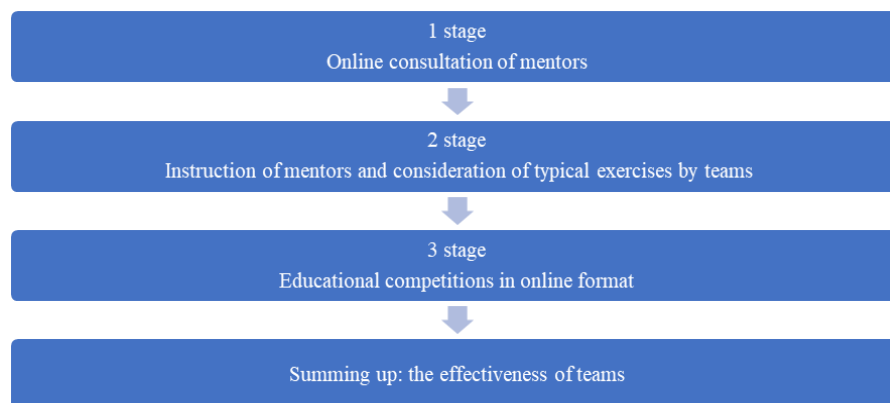 1 stage
Online consultation of mentors
2 stage
Instruction of mentors and consideration of typical exercises by teams
3 stage
Educational competitions in online format
Summing up: the effectiveness of teams